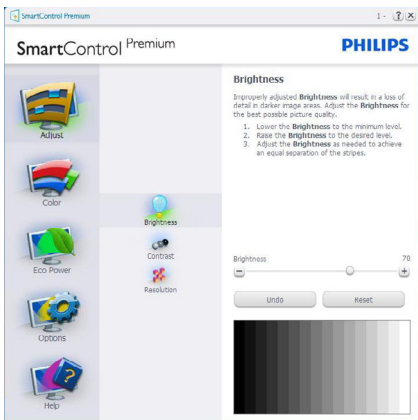 SmartControl Premium
1 -
?
X
SmartControl Premium
PHILIPS
Adjust
Color
Eco Power
Options
Help
Brightness
Contrast
Resolution
Brightness
Improperly adjusted Brightness will result in a loss of
detail in darker image areas. Adjust the Brightness for
the best possible picture quality.
1. Lower the Brightness to the minimum level.
2. Raise the Brightness to the desired level.
3. Adjust the Brightness as needed to achieve
an equal separation of the stripes.
Brightness 70
Undo Reset